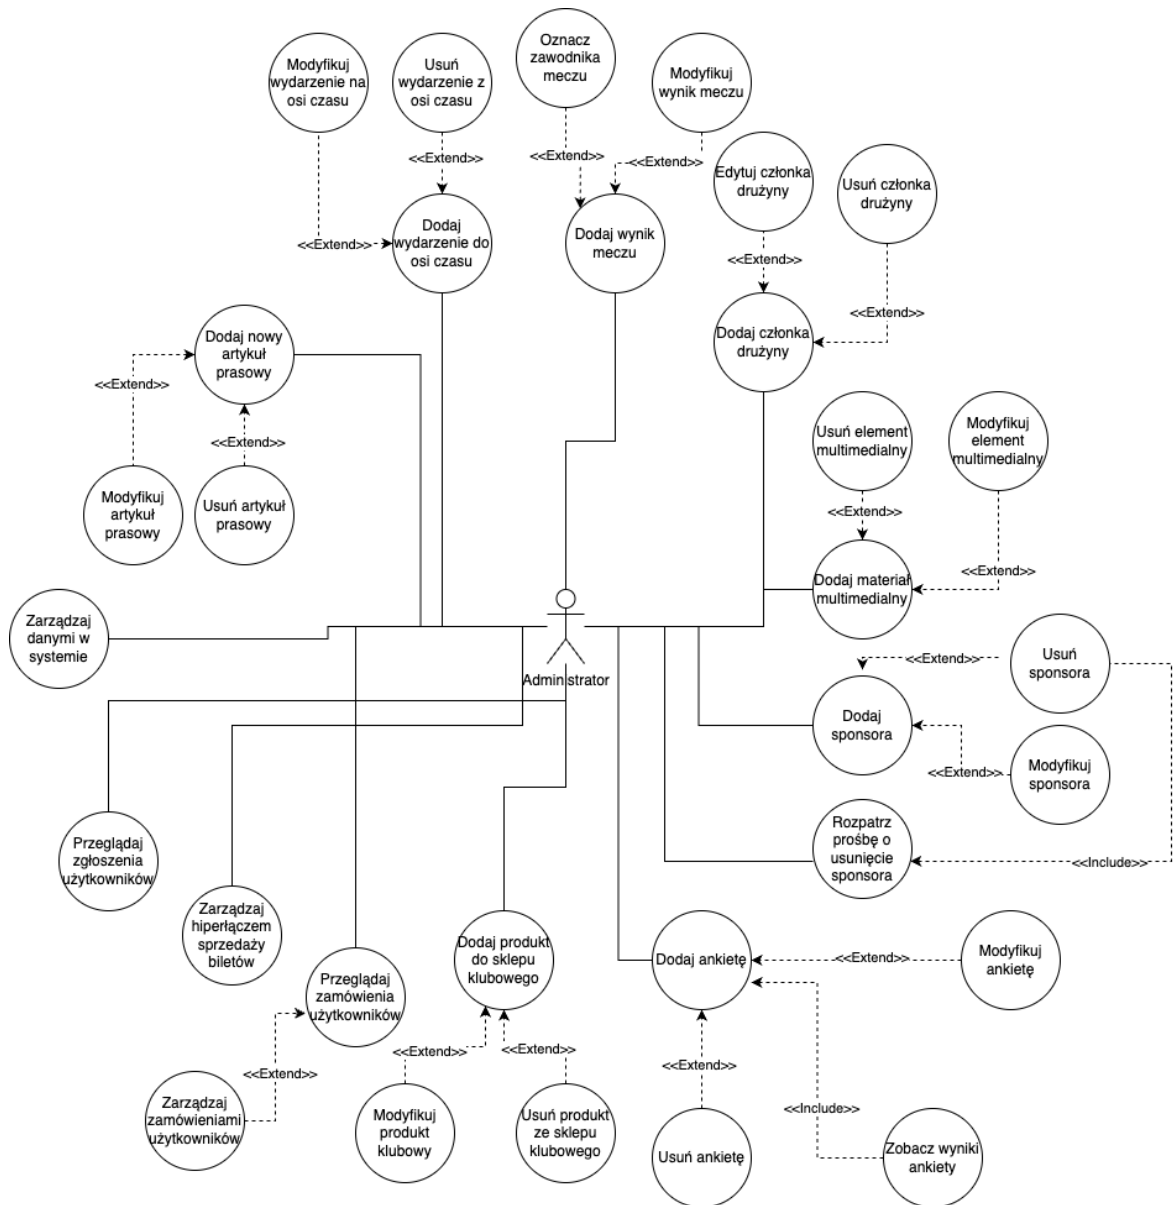 Oznacz
zawodnika
meczu
Modyfikuj
wydarzenie na
osi czasu
Usuń
wydarzenie z
osi czasu
Modyfikuj
wynik meczu
<<Extend>>
<<Extend>>
<<Extend>>
Edytuj członka
drużyny
Usuń członka
drużyny
<<Extend>>
Dodaj
wydarzenie do
osi czasu
Dodaj wynik
meczu
<<Extend>>
<<Extend>>
Dodaj nowy
artykuł
prasowy
Dodaj członka
drużyny
<<Extend>>
<<Extend>>
Usuń element
multimedialny
Modyfikuj
element
multimedialny
Modyfikuj
artykuł
prasowy
Usuń artykuł
prasowy
<<Extend>>
<<Extend>>
Dodaj materiał
multimedialny
Zarządzaj
danymi w
systemie
Administrator
<<Extend>>
Usuń
sponsora
Dodaj
sponsora
<<Extend>>
Modyfikuj
sponsora
Przeglądaj
zgłoszenia
użytkowników
Rozpatrz
prośbę o
usunięcie
sponsora
<<Include>>
Zarządzaj
hiperłączem
sprzedaży
biletów
Dodaj produkt
do sklepu
klubowego
Dodaj ankietę
<<Extend>>
Modyfikuj
ankietę
Przeglądaj
zamówienia
użytkowników
<<Extend>>
<<Extend>>
<<Extend>>
<<Extend>>
Zarządzaj
zamówieniami
użytkowników
Modyfikuj
produkt
klubowy
Usuń produkt
ze sklepu
klubowego
<<Include>>
Usuń ankietę
Zobacz wyniki
ankiety